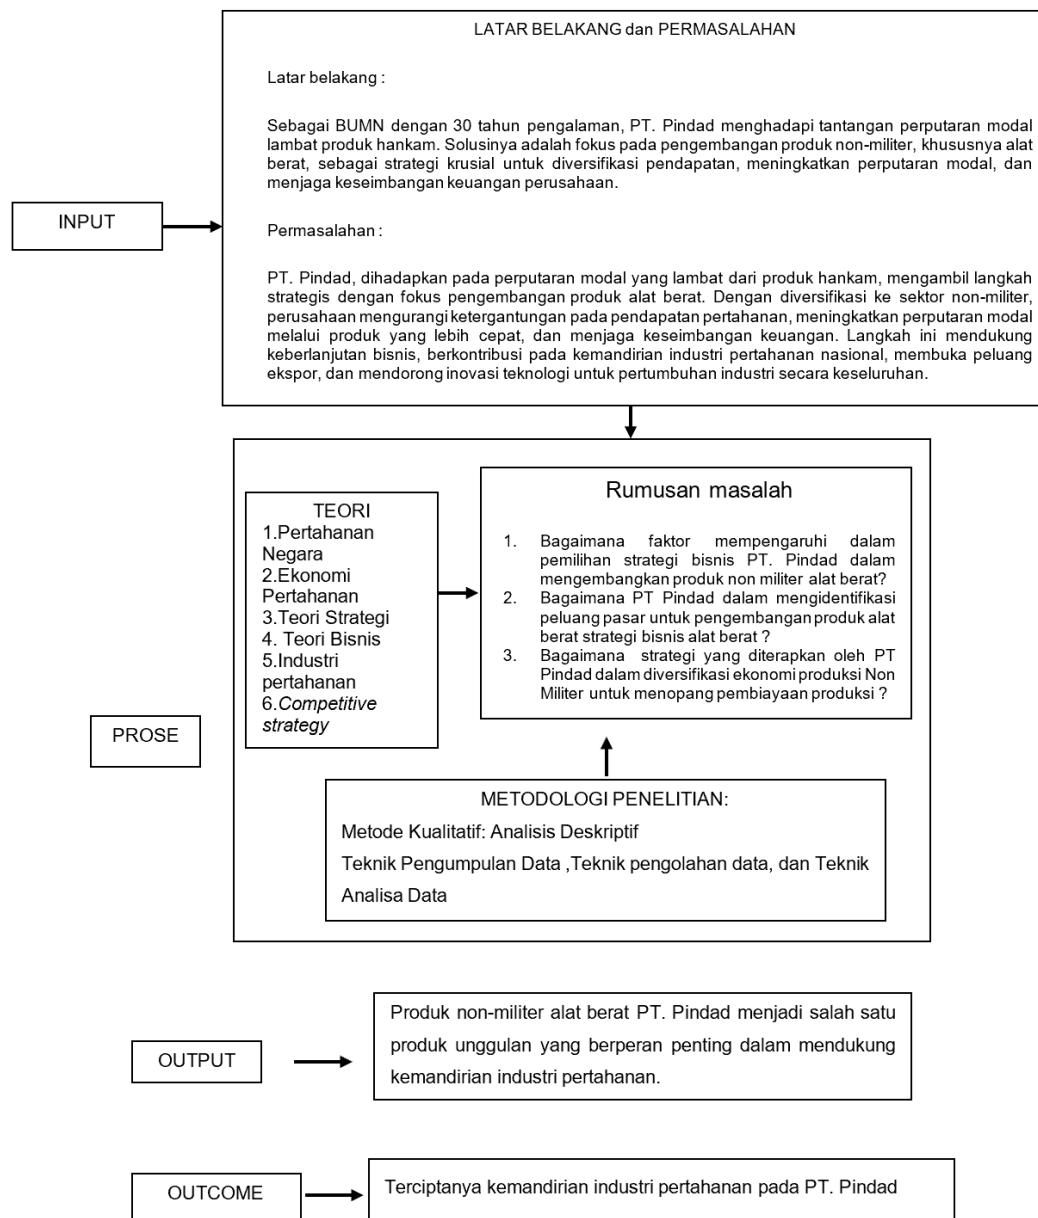 LATAR BELAKANG dan PERMASALAHAN
Latar belakang :
Sebagai BUMN dengan 30 tahun pengalaman, PT. Pindad menghadapi tantangan perputaran modal
lambat produk hankam. Solusinya adalah fokus pada pengembangan produk non-militer, khususnya alat
berat, sebagai strategi krusial untuk diversifikasi pendapatan, meningkatkan perputaran modal, dan
menjaga keseimbangan keuangan perusahaan.
INPUT
Permasalahan :
PT. Pindad, dihadapkan pada perputaran modal yang lambat dari produk hankam, mengambil langkah
strategis dengan fokus pengembangan produk alat berat. Dengan diversifikasi ke sektor non-militer,
perusahaan mengurangi ketergantungan pada pendapatan pertahanan, meningkatkan perputaran modal
melalui produk yang lebih cepat, dan menjaga keseimbangan keuangan. Langkah ini mendukung
keberlanjutan bisnis, berkontribusi pada kemandirian industri pertahanan nasional, membuka peluang
ekspor, dan mendorong inovasi teknologi untuk pertumbuhan industri secara keseluruhan.
TEORI
1.Pertahanan
Negara
2.Ekonomi
Pertahanan
3.Teori Strategi
4. Teori Bisnis
5.Industri
pertahanan
6.Competitive
strategy
Rumusan masalah
1. Bagaimana faktor mempengaruhi dalam
pemilihan strategi bisnis PT. Pindad dalam
mengembangkan produk non militer alat berat?
2. Bagaimana PT Pindad dalam mengidentifikasi
peluang pasar untuk pengembangan produk alat
berat strategi bisnis alat berat ?
3. Bagaimana strategi yang diterapkan oleh PT
Pindad dalam diversifikasi ekonomi produksi Non
Militer untuk menopang pembiayaan produksi ?
PROSE
METODOLOGI PENELITIAN:
Metode Kualitatif: Analisis Deskriptif
Teknik Pengumpulan Data ,Teknik pengolahan data, dan Teknik
Analisa Data
OUTPUT
Produk non-militer alat berat PT. Pindad menjadi salah satu
produk unggulan yang berperan penting dalam mendukung
kemandirian industri pertahanan.
OUTCOME
Terciptanya kemandirian industri pertahanan pada PT. Pindad